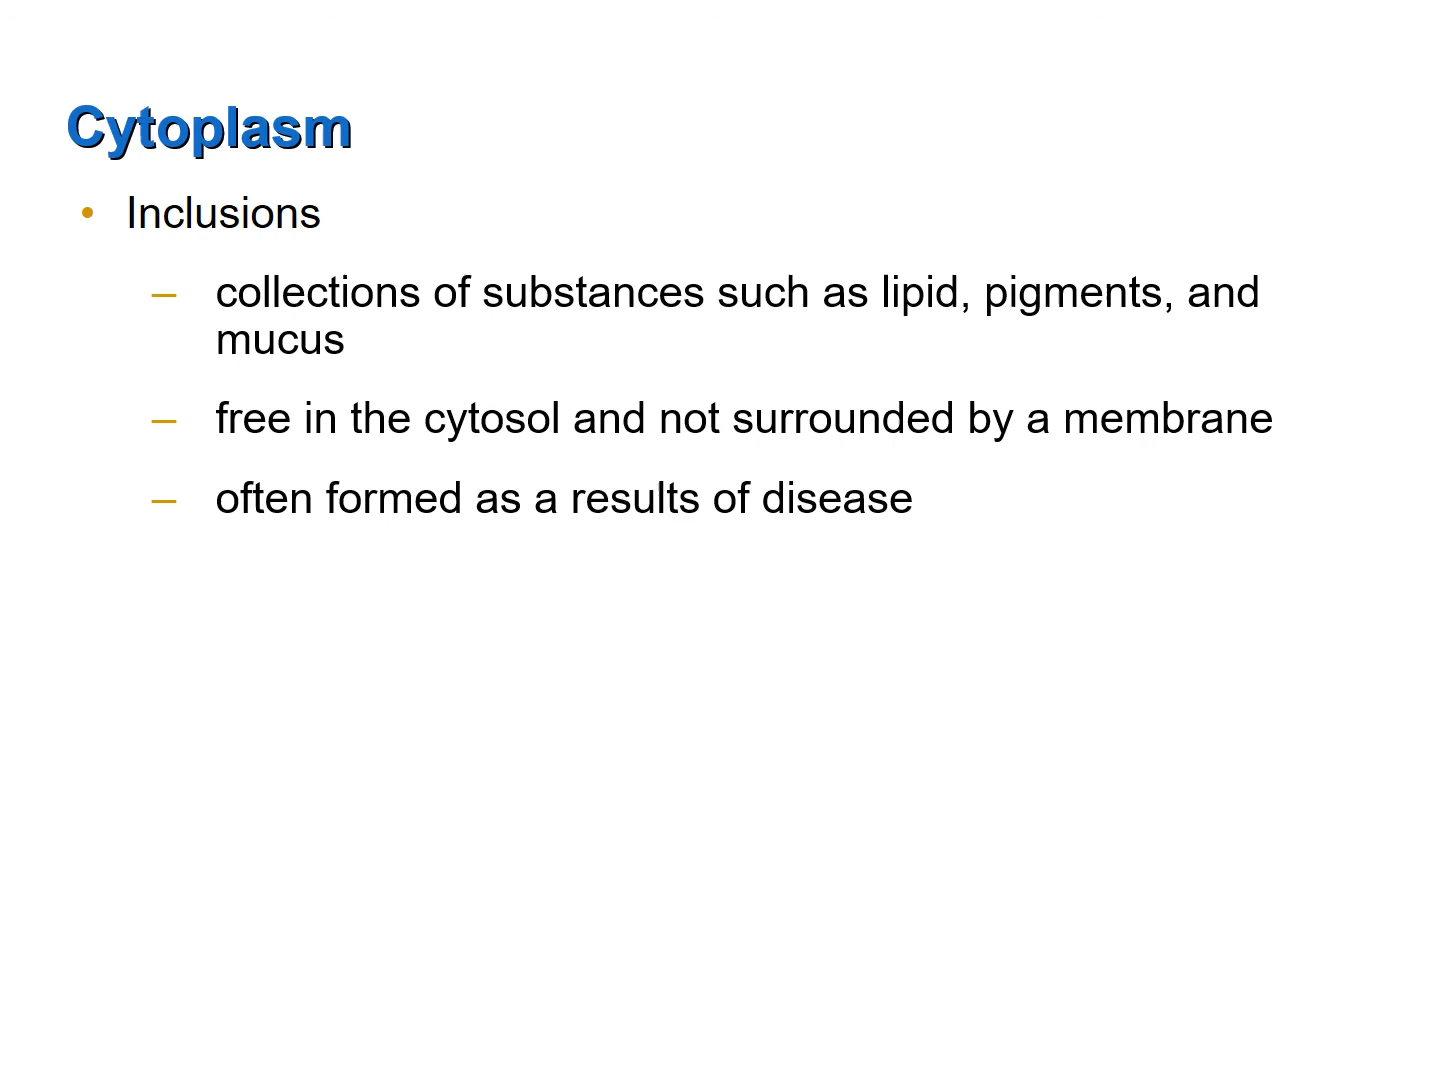 Cytoplasm
• Inclusions
– collections of substances such as lipid, pigments, and
mucus
– free in the cytosol and not surrounded by a membrane
– often formed as a results of disease